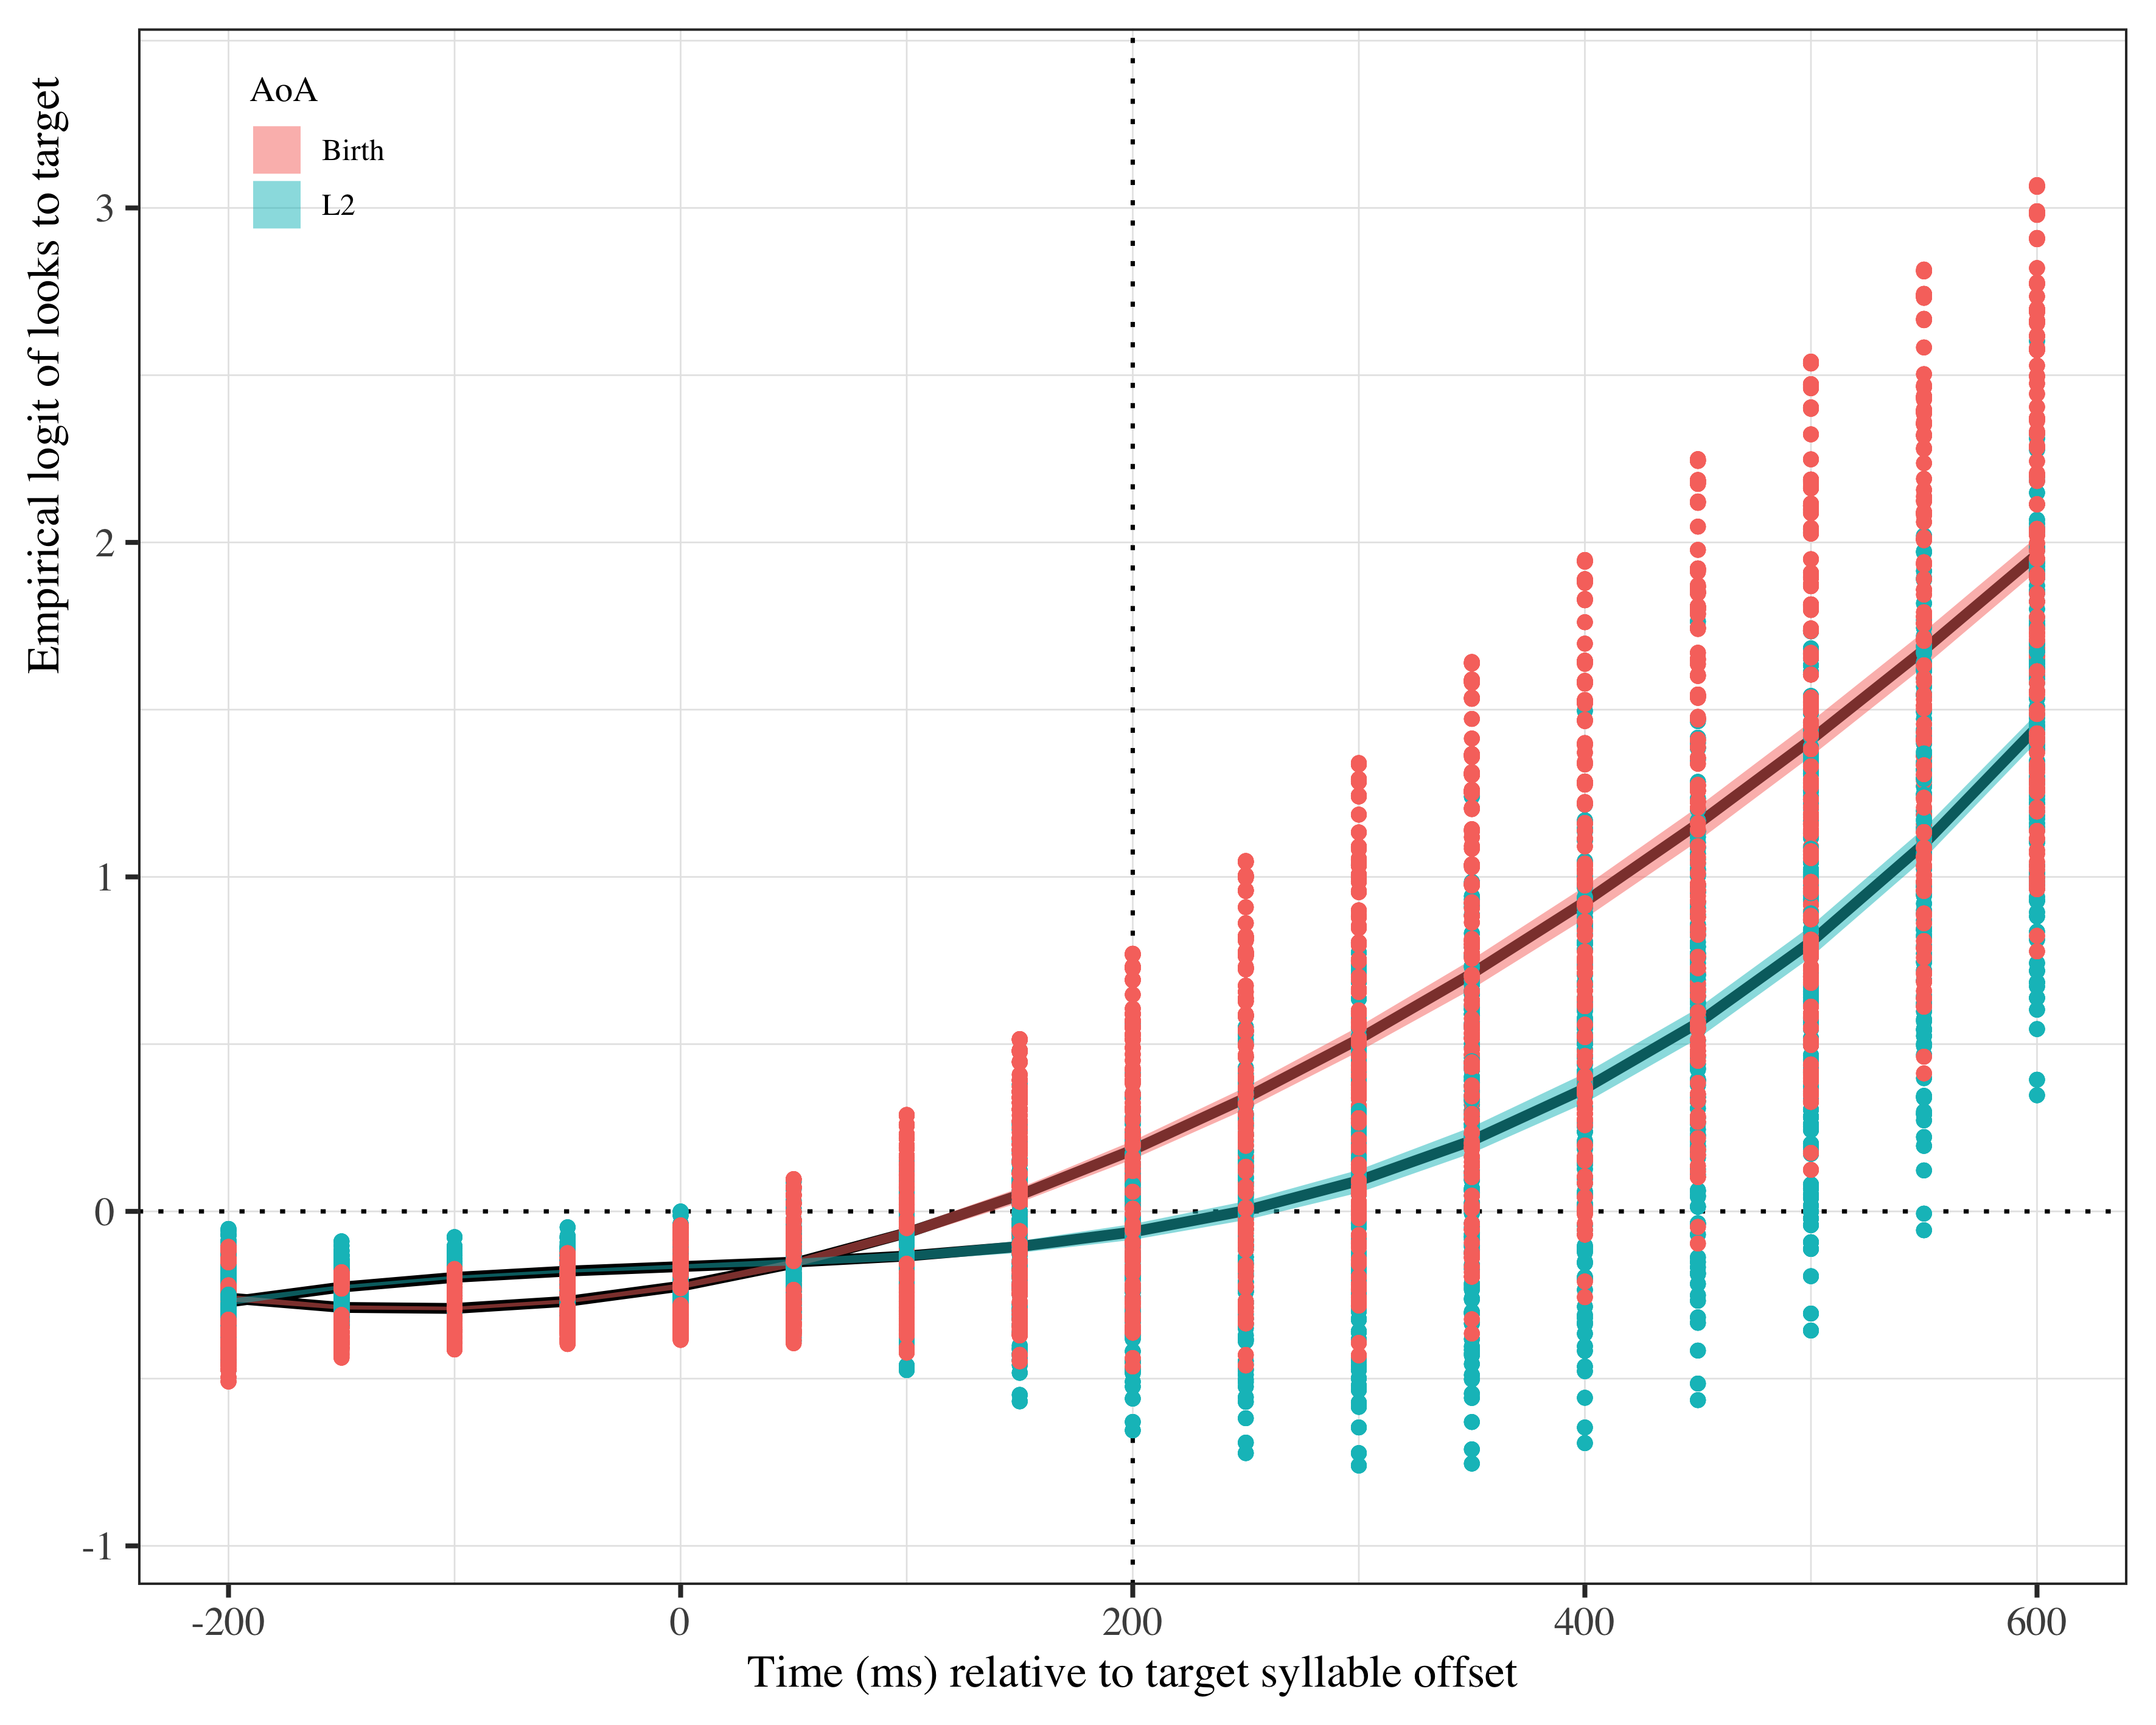 AoA
Birth
L2
Empirical logit of looks to target
3
2
1
0
-1
-200 0 200 400 600
Time (ms) relative to target syllable offset